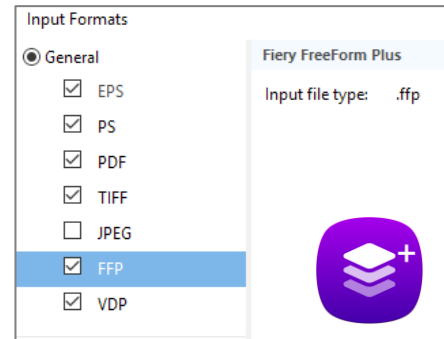 Input Formats
General
EPS
PS
PDF
TIFF
JPEG
FFP
VDP
Fiery FreeForm Plus
Input file type: .ffp